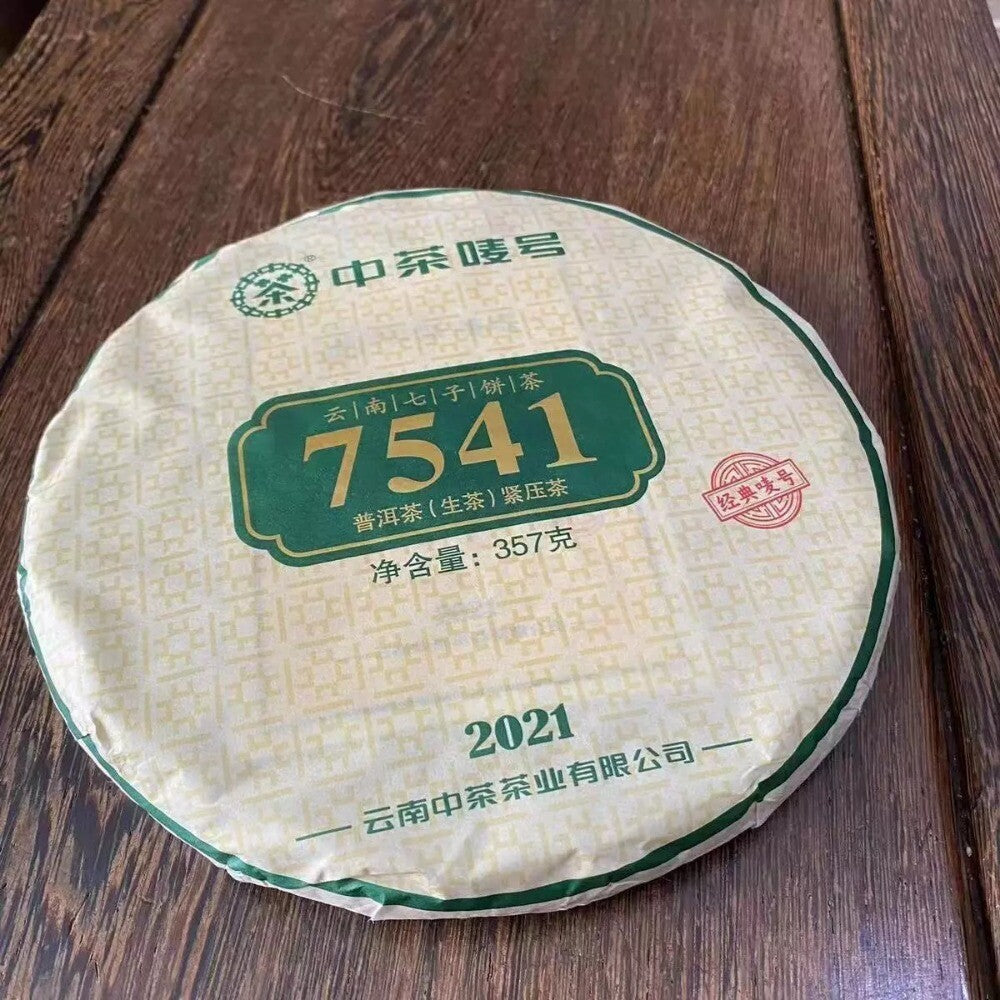 茶 ® 中茶唛号
云|南|七|子|饼|茶
7541
普洱茶(生茶)紧压茶
净含量：357克
经典唛号
2021
云南中茶茶业有限公司